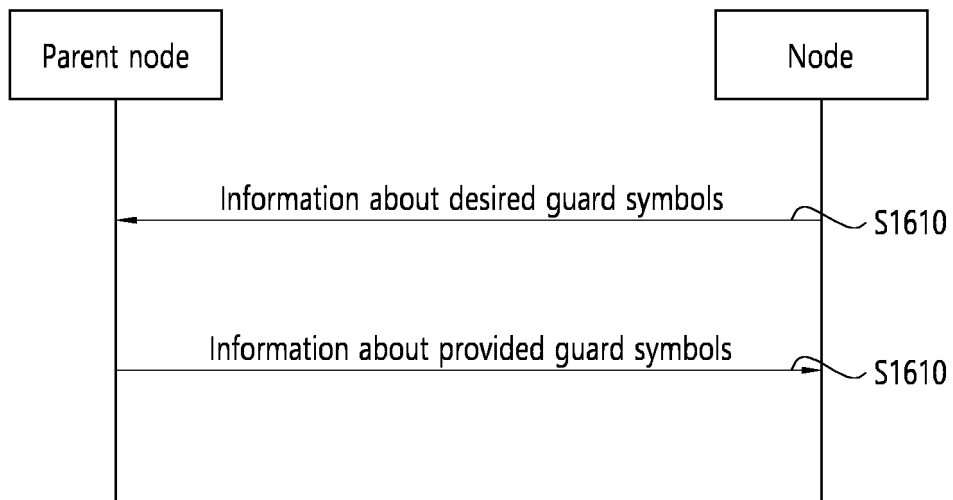 Parent node
Node
Information about desired guard symbols
S1610
Information about provided guard symbols
S1610